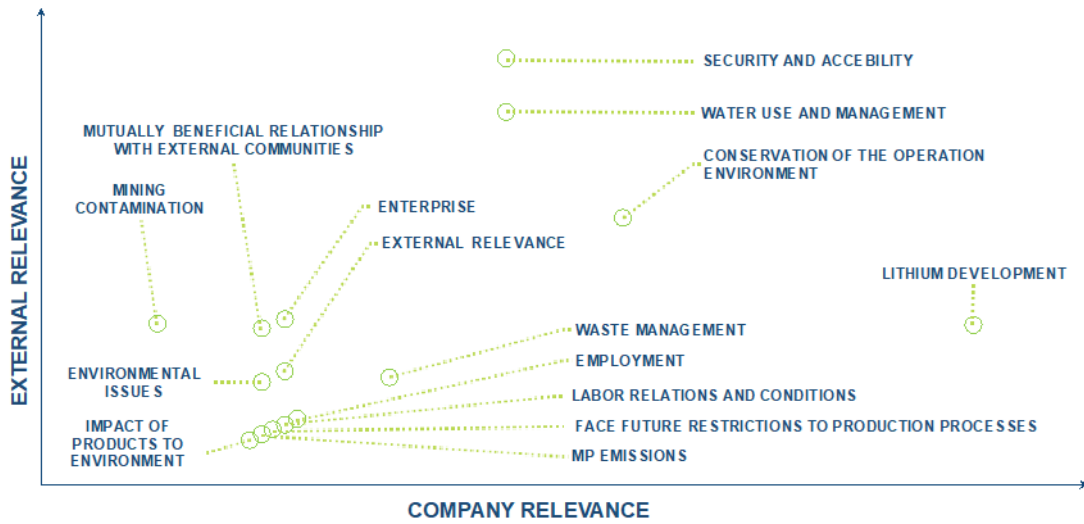 SECURITY AND ACCEBILITY
WATER USE AND MANAGEMENT
MUTUALLY BENEFICIAL RELATIONSHIP
WITH EXTERNAL COMMUNITIES
CONSERVATION OF THE OPERATION
ENVIRONMENT
MINING
CONTAMINATION
ENTERPRISE
EXTERNAL RELEVANCE
LITHIUM DEVELOPMENT
WASTE MANAGEMENT
EMPLOYMENT
ENVIRONMENTAL
ISSUES
LABOR RELATIONS AND CONDITIONS
IMPACT OF
PRODUCTS TO
ENVIRONMENT
FACE FUTURE RESTRICTIONS TO PRODUCTION PROCESSES
MP EMISSIONS
EXTERNAL RELEVANCE
COMPANY RELEVANCE